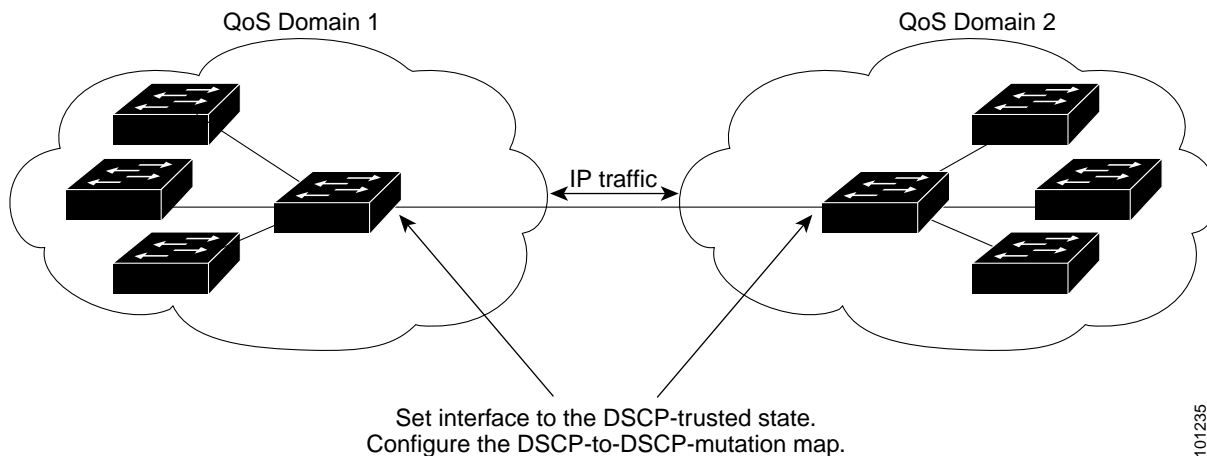 QoS Domain 1
QoS Domain 2
IP traffic
Set interface to the DSCP-trusted state.
Configure the DSCP-to-DSCP-mutation map.
101235